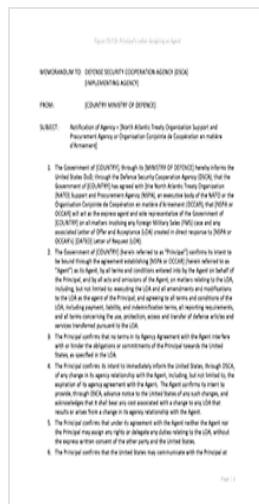 Figure C4.F2A. Principal's Letter Assigning an Agent
MEMORANDUM TO: DEFENSE SECURITY COOPERATION AGENCY (DSCA)
[IMPLEMENTING AGENCY]
FROM: [COUNTRY MINISTRY OF DEFENCE]
SUBJECT: Notification of Agency – [North Atlantic Treaty Organisation Support and
Procurement Agency or Organisation Conjointe de Coopération en matière
d'Armement]
1. The Government of [COUNTRY], through its [MINISTRY OF DEFENCE] hereby informs the
United States DoD, through the Defense Security Cooperation Agency (DSCA), that the
Government of [COUNTRY] has agreed with [the North Atlantic Treaty Organisation
(NATO) Support and Procurement Agency (NSPA), an executive body of the NATO or the
Organisation Conjointe de Coopération en matière d'Armement (OCCAR), that [NSPA or
OCCAR] will act as the express agent and sole representative of the Government of
[COUNTRY] on all matters involving any Foreign Military Sales (FMS) case and any
associated Letter of Offer and Acceptance (LOA) created in direct response to [NSPA or
OCCAR's] [DATED] Letter of Request (LOR).
2. The Government of [COUNTRY] (herein referred to as "Principal") confirms its intent to
be bound through the agreement establishing [NSPA or OCCAR] (herein referred to as
"Agent") as its Agent, by all terms and conditions entered into by the Agent on behalf of
the Principal, and by all acts and omissions of the Agent, on matters relating to the LOA,
including, but not limited to, executing the LOA and all amendments and modifications
to the LOA as the agent of the Principal, and agreeing to all terms and conditions of the
LOA, including payment, liability, and indemnification terms, all reporting requirements,
and all terms concerning the use, protection, access and transfer of defense articles and
services transferred pursuant to the LOA.
3. The Principal confirms that no terms in its Agency Agreement with the Agent interfere
with or hinder the obligations or commitments of the Principal towards the United
States, as specified in the LOA.
4. The Principal confirms its intent to immediately inform the United States, through DSCA,
of any change in its agency relationship with the Agent, including, but not limited to, the
expiration of its agency agreement with the Agent. The Agent confirms its intent to
provide, through DSCA, advance notice to the United States of any such changes, and
acknowledges that it shall bear any cost associated with a change to any LOA that
results or arises from a change in its agency relationship with the Agent.
5. The Principal confirms that under its agreement with the Agent neither the Agent nor
the Principal may assign any rights or delegate any duties relating to the LOA, without
the express written consent of the other party and the United States.
6. The Principal confirms that the United States may communicate with the Principal at
Page | 1